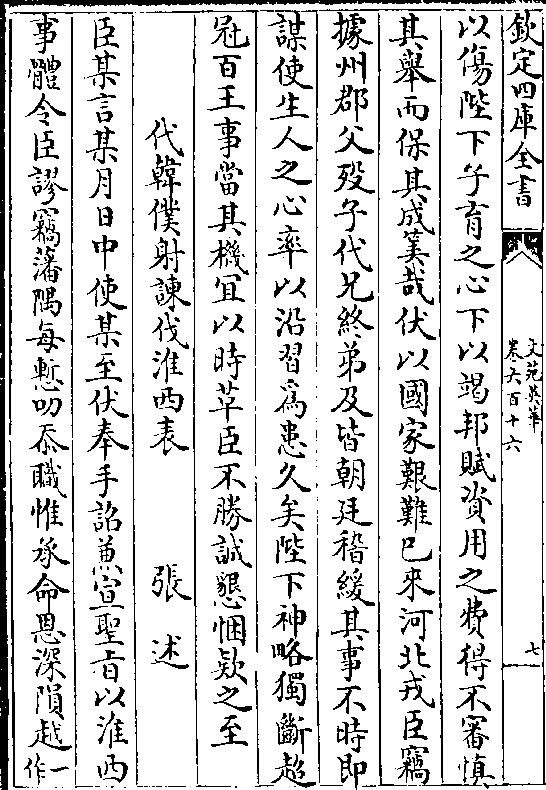 欽定四庫全書
文苑英華
卷六百十六
七
以傷陛下子育之心下以竭邦賦資用之費得不審慎
其舉而保其成筭哉伏以國家艱難已來河北戎臣竊
據州郡父殁子代兄終弟及皆朝廷稽緩其事不時即
謀使生人之心率以沿習為患久矣陛下神略獨斷超
冠百王事當其機宜以時革臣不勝誠懇悃欵之至
代韓僕射諫伐淮西表 張述
臣某言某月日中使某至伏奉手詔兼宣聖旨以淮西
事體令臣謬竊藩隅每慙叨忝職惟承命恩深隕越一作